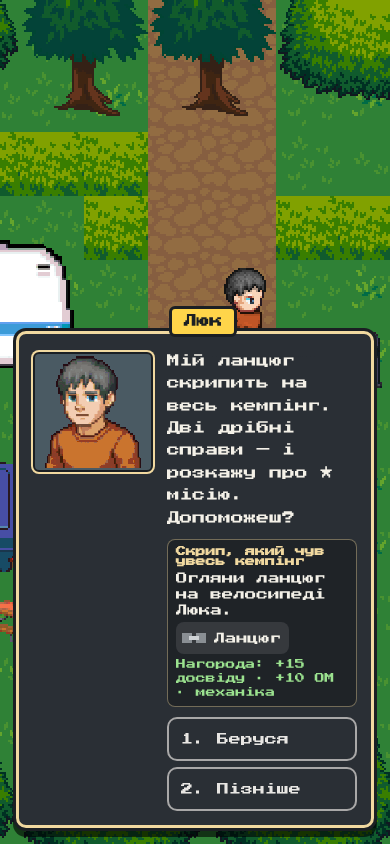 Люк
Мій ланцюг
скрипить на
весь кемпінг.
Дві дрібні
справи — і
розкажу про ★
місію.
Допоможеш?
Скрип, який чув
увесь кемпінг
Огляни ланцюг
на велосипеді
Люка.
Ланцюг
Нагорода: +15
досвіду · +10 ОМ
· механіка
1. Беруся
2. Пізніше